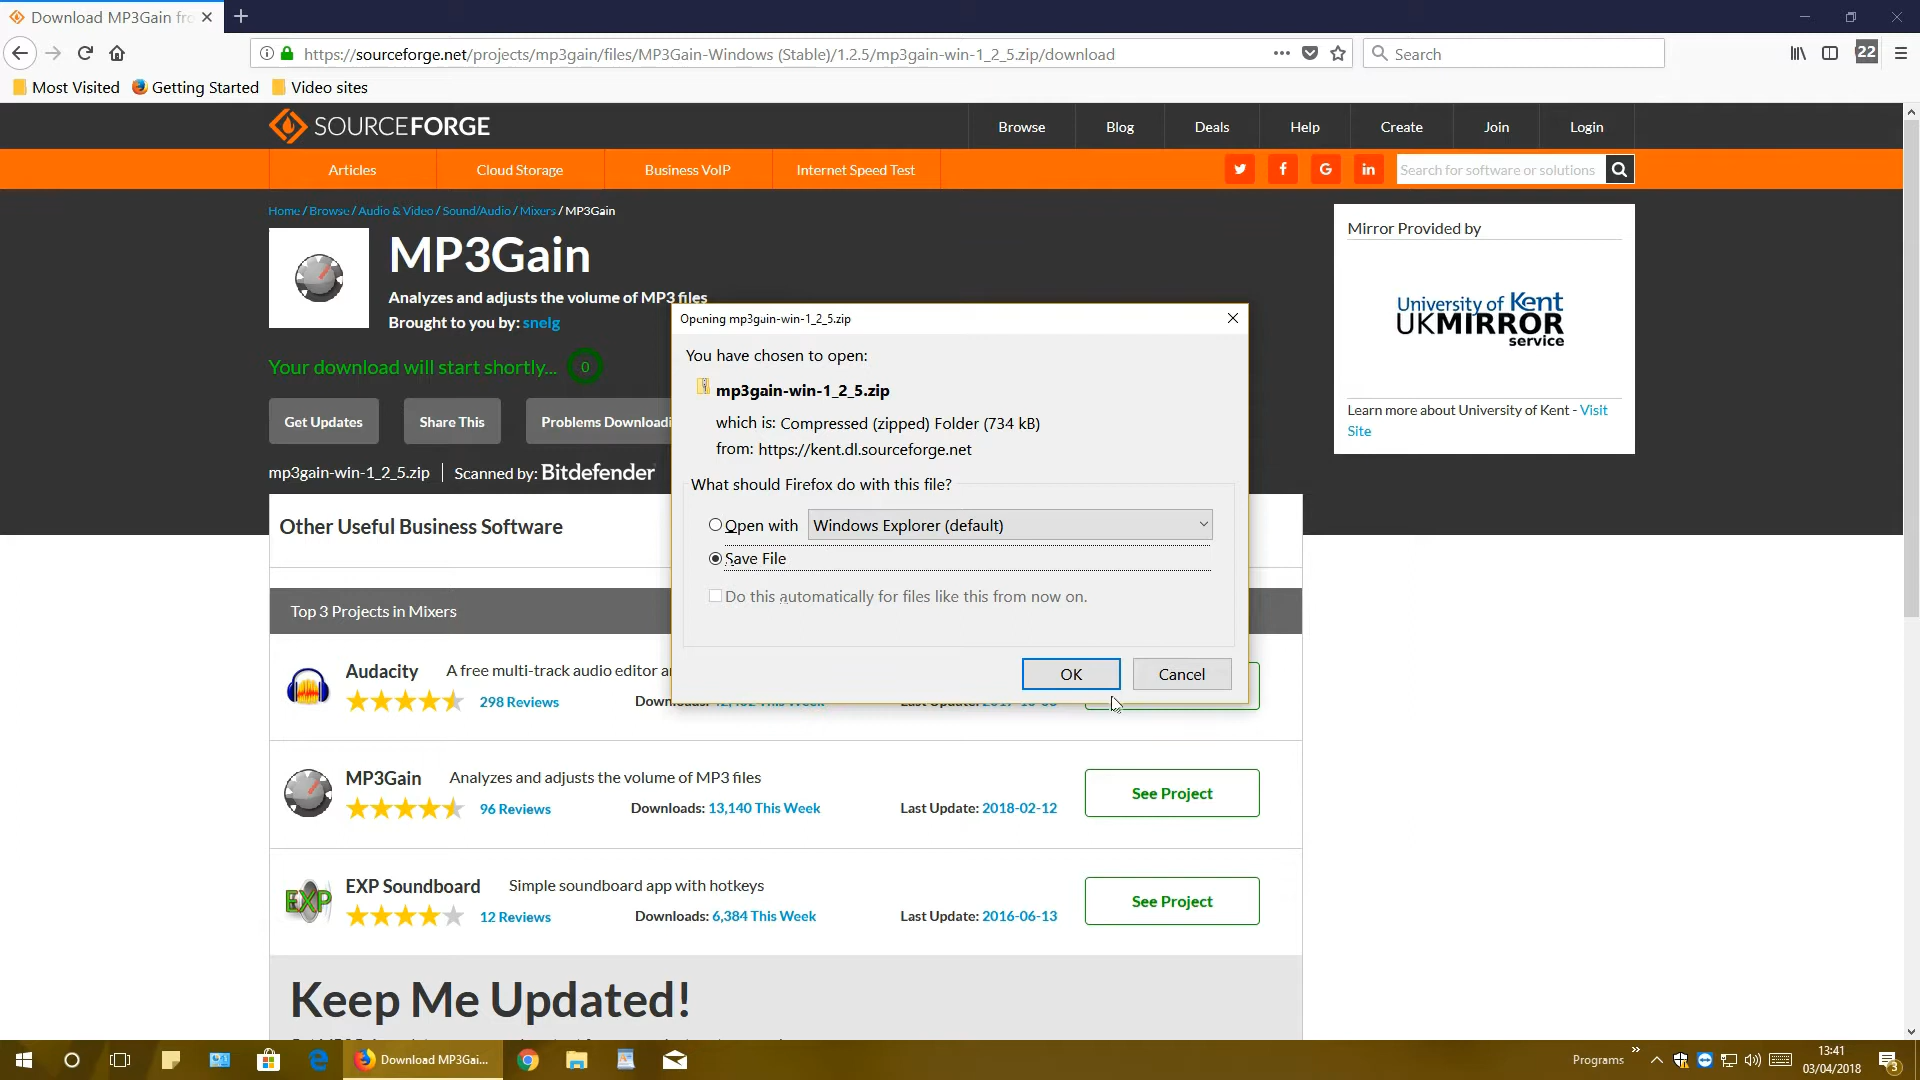 Download MP3Gain fro
https://sourceforge.net/projects/mp3gain/files/MP3Gain-Windows (Stable)/1.2.5/mp3gain-win-1_2_5.zip/download
Search
22
Most Visited
Getting Started
Video sites
SOURCEFORGE
Browse
Blog
Deals
Help
Create
Join
Login
Articles
Cloud Storage
Business VoIP
Internet Speed Test
Search for software or solutions
Home / Browse / Audio & Video / Sound/Audio / Mixers / MP3Gain
MP3Gain
Analyzes and adjusts the volume of MP3 files
Brought to you by: snelg
Your download will start shortly... 0
Get Updates
Share This
Problems Downloadi
mp3gain-win-1_2_5.zip
Scanned by: Bitdefender
Mirror Provided by
University of Kent
UKMIRROR
service
Learn more about University of Kent - Visit
Site
Opening mp3gain-win-1_2_5.zip
You have chosen to open:
mp3gain-win-1_2_5.zip
which is: Compressed (zipped) Folder (734 kB)
from: https://kent.dl.sourceforge.net
What should Firefox do with this file?
Open with
Windows Explorer (default)
Save File
Do this automatically for files like this from now on.
OK
Cancel
Other Useful Business Software
Top 3 Projects in Mixers
Audacity
A free multi-track audio editor a
298 Reviews
MP3Gain
Analyzes and adjusts the volume of MP3 files
96 Reviews
Downloads: 13,140 This Week
Last Update: 2018-02-12
See Project
EXP
EXP Soundboard
Simple soundboard app with hotkeys
12 Reviews
Downloads: 6,384 This Week
Last Update: 2016-06-13
See Project
Keep Me Updated!
Download MP3Gai...
Programs
13:41
03/04/2018
3